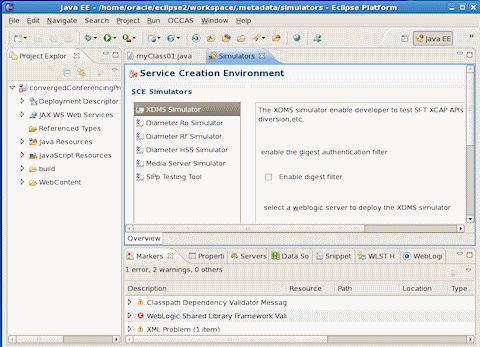 Java EE - /home/oracle/eclipse2/workspace/.metadata/simulators - Eclipse Platform
File Edit Navigate Search Project Run OCCAS Window Help
Java EE
Project Explor
convergedConferencingPr
Deployment Descriptor:
JAX-WS Web Services
Referenced Types
Java Resources
JavaScript Resources
build
WebContent
myClass01.java
Simulators
Service Creation Environment
SCE Simulators
XDMS Simulator
Diameter Ro Simulator
Diameter Rf Simulator
Diameter HSS Simulator
Media Server Simulator
SIPp Testing Tool
The XDMS simulator enable developer to test SFT XCAP APIs
diversion,etc.
enable the digest authentication filter
Enable digest filter
select a weblogic server to deploy the XDMS simulator
Overview
Markers
Properti
Servers
Data So
Snippet
WLST H
WebLogi
1 error, 2 warnings, 0 others
Description Resource Path Location Type
Classpath Dependency Validator Messag
WebLogic Shared Library Framework Vali
XML Problem (1 item)